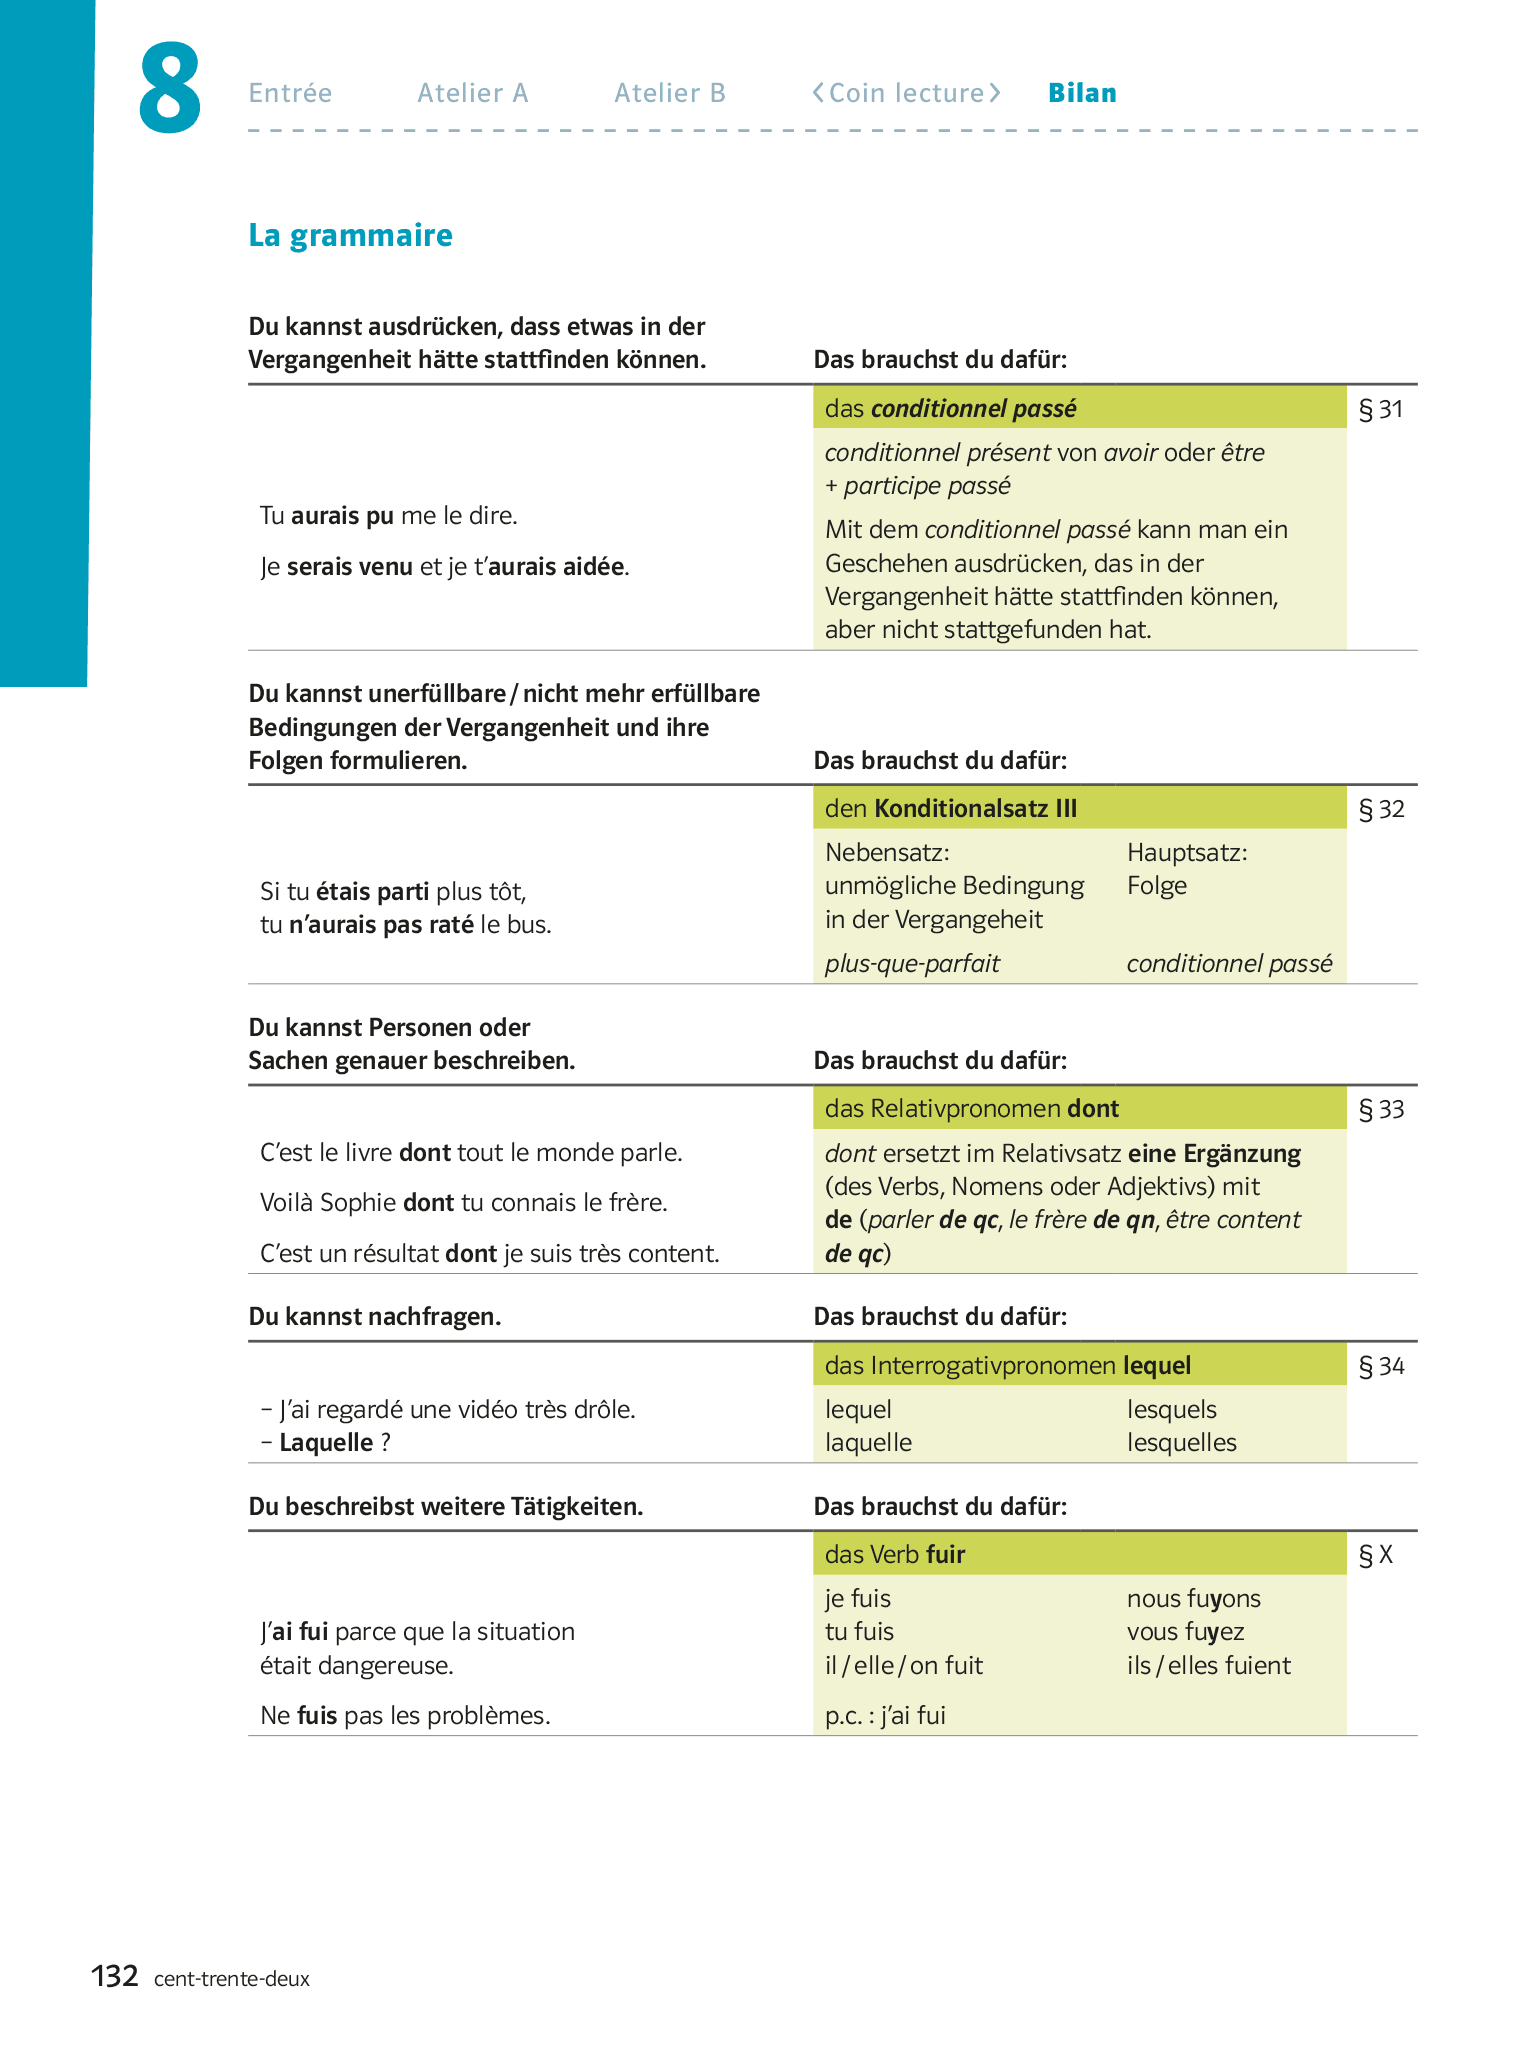 8
Entrée Atelier A Atelier B <Coin lecture> Bilan
La grammaire
Du kannst ausdrücken, dass etwas in der
Vergangenheit hätte stattfinden können. Das brauchst du dafür:
das conditionnel passé § 31
conditionnel présent von avoir oder être
+ participe passé
Tu aurais pu me le dire.
Je serais venu et je t’aurais aidée.
Mit dem conditionnel passé kann man ein
Geschehen ausdrücken, das in der
Vergangenheit hätte stattfinden können,
aber nicht stattgefunden hat.
Du kannst unerfüllbare / nicht mehr erfüllbare
Bedingungen der Vergangenheit und ihre
Folgen formulieren. Das brauchst du dafür:
den Konditionalsatz III § 32
Si tu étais parti plus tôt,
tu n’aurais pas raté le bus.
Nebensatz: Hauptsatz:
unmögliche Bedingung Folge
in der Vergangeheit
plus-que-parfait conditionnel passé
Du kannst Personen oder
Sachen genauer beschreiben. Das brauchst du dafür:
das Relativpronomen dont § 33
C’est le livre dont tout le monde parle.
Voilà Sophie dont tu connais le frère.
C’est un résultat dont je suis très content.
dont ersetzt im Relativsatz eine Ergänzung
(des Verbs, Nomens oder Adjektivs) mit
de (parler de qc, le frère de qn, être content
de qc)
Du kannst nachfragen. Das brauchst du dafür:
das Interrogativpronomen lequel § 34
– J’ai regardé une vidéo très drôle.
– Laquelle ?
lequel lesquels
laquelle lesquelles
Du beschreibst weitere Tätigkeiten. Das brauchst du dafür:
das Verb fuir § X
J’ai fui parce que la situation
était dangereuse.
Ne fuis pas les problèmes.
je fuis nous fuyons
tu fuis vous fuyez
il / elle / on fuit ils / elles fuient
p.c. : j’ai fui
132 cent-trente-deux